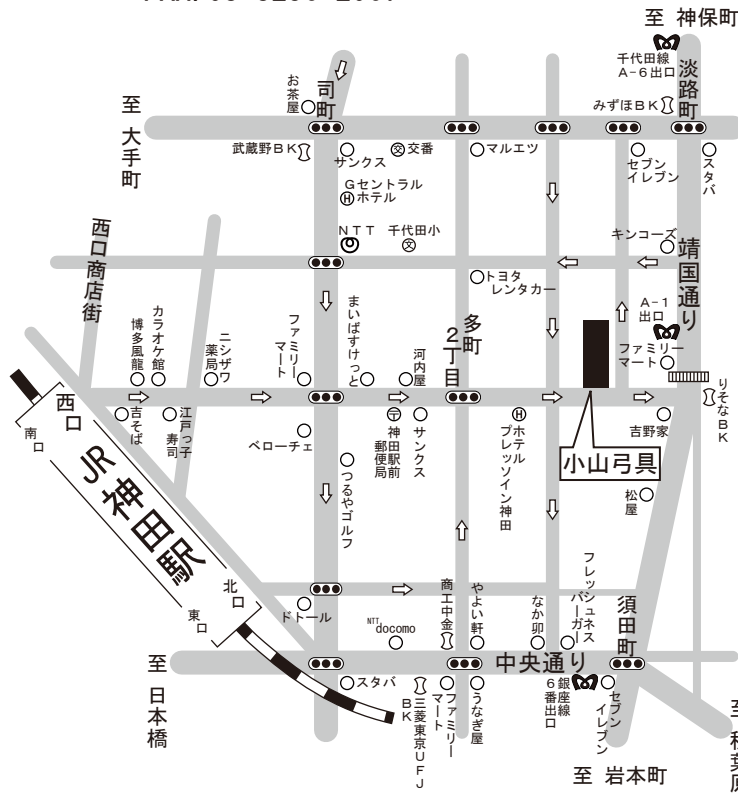 至 神保町
千代田線
A-6出口
淡路町
みずほBK
お茶屋
司町
至 大手町
武蔵野BK
サンクス
交
交番
マルエツ
セブン
イレブン
スタバ
Gセントラル
H
ホテル
NTT
千代田小
文
西口商店街
キンコーズ
靖国通り
トヨタ
レンタカー
A-1
出口
ファミリー
マート
りそなBK
博多風龍
カラオケ館
ニシザワ
薬局
ファミリー
マート
まいばすけっと
河内屋
多町
2丁目
西口
南口
吉そば
江戸っ子
寿司
ベローチェ
〒
神田駅前
郵便局
サンクス
H
ホテル
プレッソイン神田
吉野家
小山弓具
つるやゴルフ
松屋
JR
神田駅
北口
東口
ドトール
NTT
docomo
商工中金
やよい軒
なか卯
フレッシュネス
バーガー
須田町
至 日本橋
中央通り
スタバ
三菱東京UFJ
BK
ファミリー
マート
うなぎ屋
銀座線
6番出口
セブン
イレブン
至 岩本町